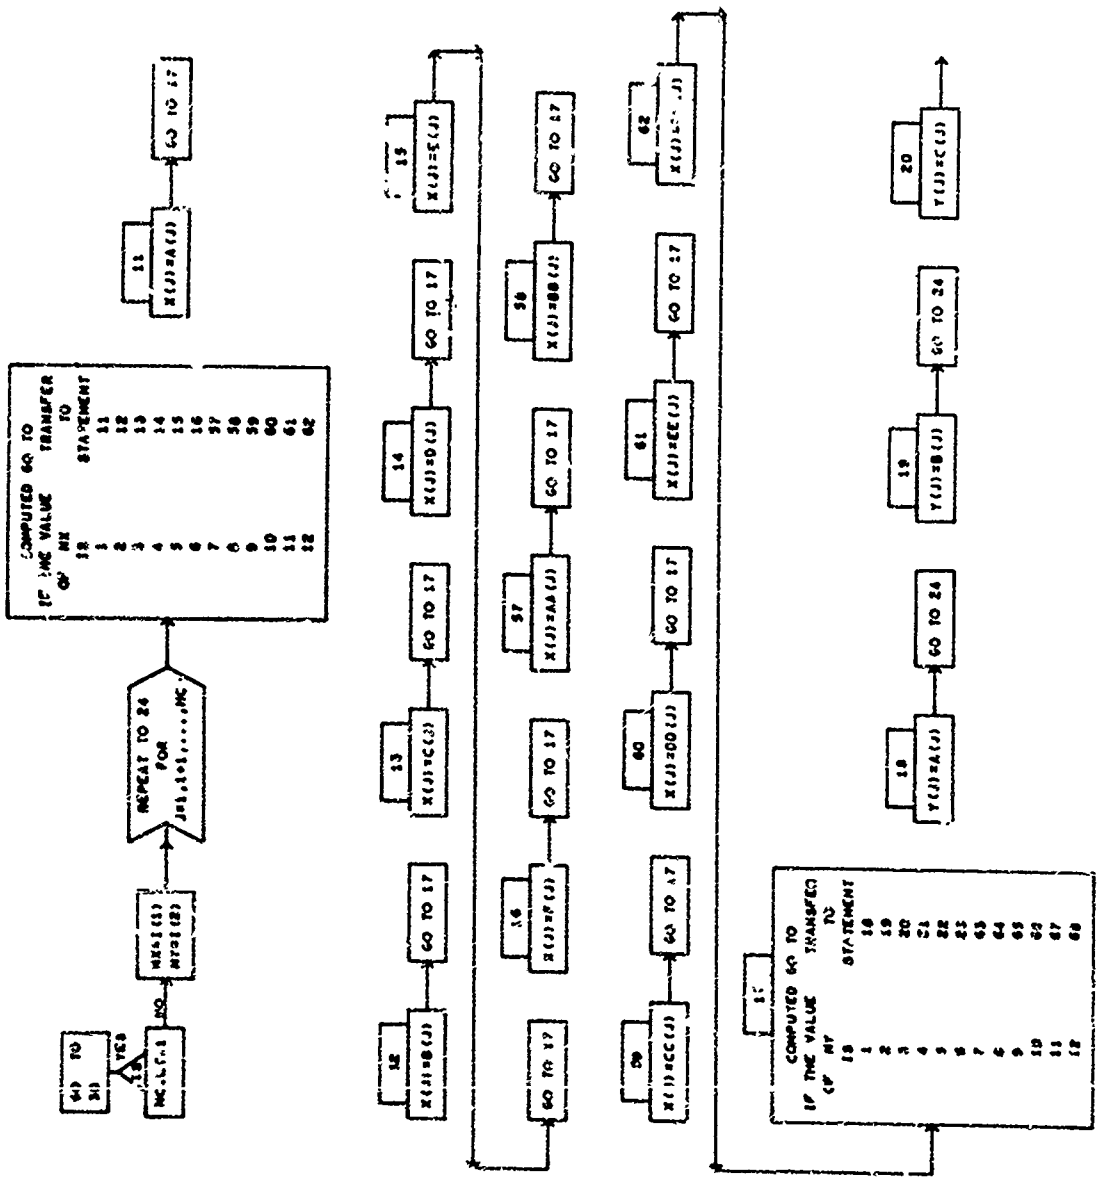 GO TO
30
YES
IF
NO
NX=I(1)
NY=I(2)
REPEAT TO 24
FOR
J=1,1+1,...,NC
COMPUTED GO TO
IF THE VALUE TRANSFER
OF NX TO
IS STATEMENT
1 11
2 12
3 13
4 14
5 15
6 16
7 57
8 58
9 59
10 60
11 61
12 62
11
X(J)=A(J)
GO TO 17
12
X(J)=B(J)
GO TO 17
13
X(J)=C(J)
GO TO 17
14
X(J)=D(J)
GO TO 17
15
X(J)=E(J)
GO TO 17
16
X(J)=F(J)
GO TO 17
57
X(J)=AA(J)
GO TO 17
58
X(J)=BB(J)
GO TO 17
59
X(J)=CC(J)
GO TO 17
60
X(J)=DD(J)
GO TO 17
61
X(J)=EE(J)
GO TO 17
62
COMPUTED GO TO
IF THE VALUE TRANSFER
OF NY TO
IS STATEMENT
1 18
2 19
3 20
4 21
5 22
6 23
7 63
8 64
9 65
10 66
11 67
12 68
18
Y(J)=A(J)
GO TO 24
19
Y(J)=B(J)
GO TO 24
20
Y(J)=C(J)